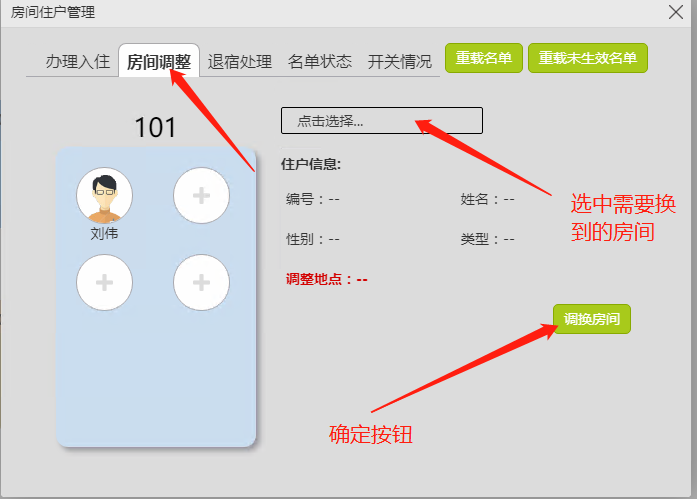 房间住户管理
办理入住 房间调整 退宿处理 名单状态 开关情况 重载名单 重载未生效名单
101
点击选择...
住户信息:
刘伟
编号：-- 姓名：--
选中需要换
到的房间
性别：-- 类型：--
调整地点：--
调换房间
确定按钮